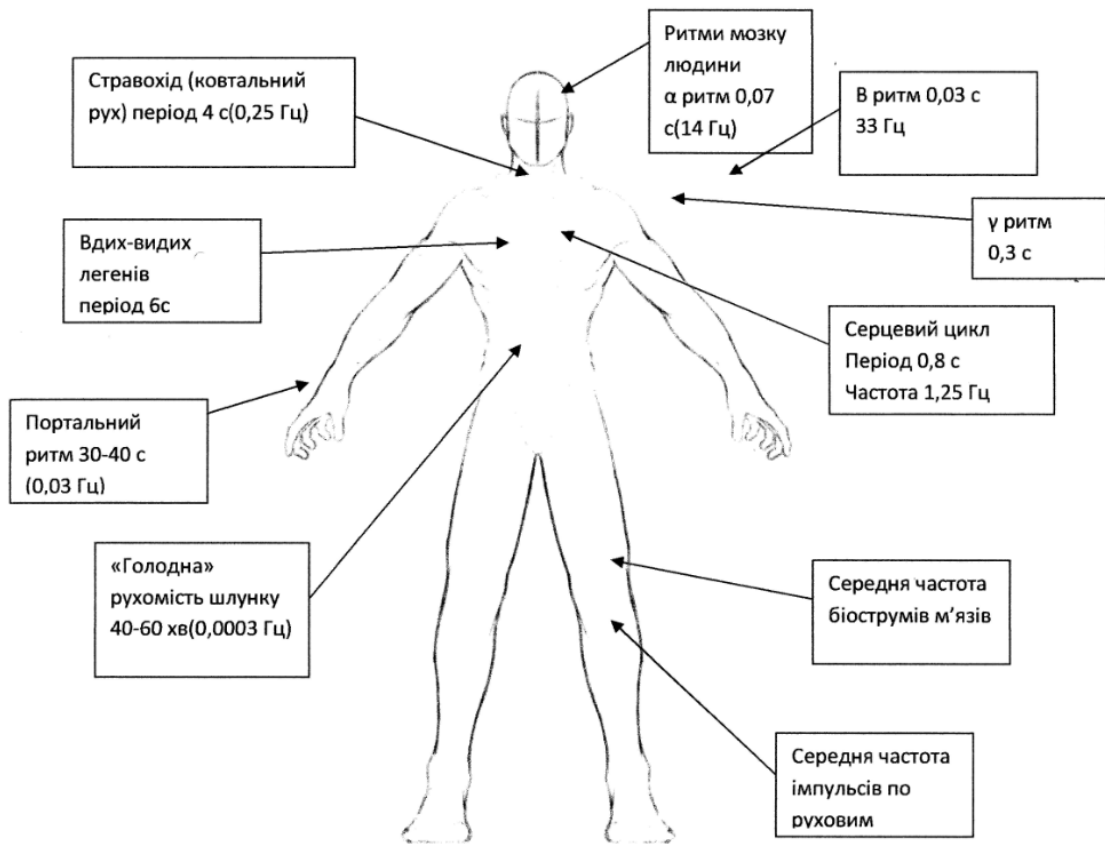 Стравохід (ковтальний
рух) період 4 с(0,25 Гц)
Ритми мозку
людини
α ритм 0,07
с(14 Гц)
В ритм 0,03 с
33 Гц
γ ритм
0,3 с
Вдих-видих
легенів
період 6с
Серцевий цикл
Період 0,8 с
Частота 1,25 Гц
Портальний
ритм 30-40 с
(0,03 Гц)
«Голодна»
рухомість шлунку
40-60 хв(0,0003 Гц)
Середня частота
біострумів м’язів
Середня частота
імпульсів по
руховим